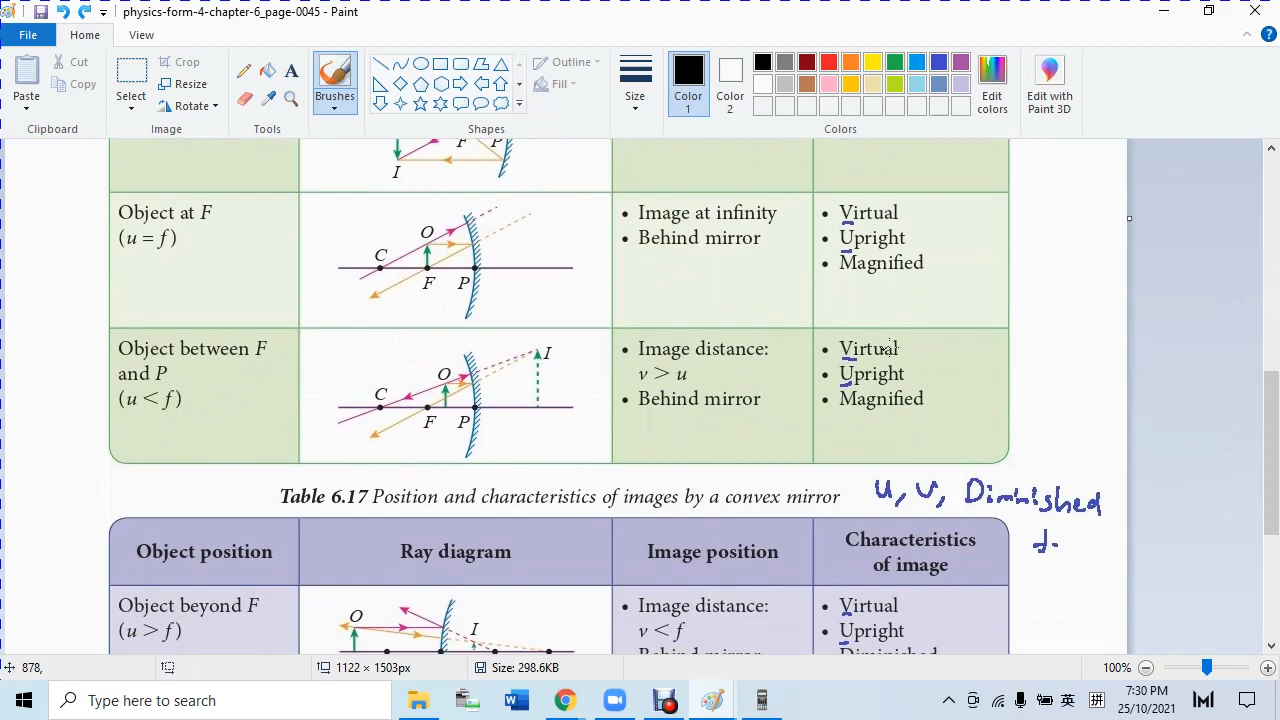 physics-form-4-chapter-6_page-0045 - Paint
File Home View
Paste Cut Copy
Select Crop Resize Rotate
A
Brushes
Outline
Fill
Size
Color 1
Color 2
Edit colors
Edit with Paint 3D
Clipboard Image Tools Shapes Colors
F P
I
Object at F
(u = f)
C O F P
• Image at infinity
• Behind mirror
• Virtual
• Upright
• Magnified
Object between F
and P
(u < f)
C O F P I
• Image distance:
v > u
• Behind mirror
• Virtual
• Upright
• Magnified
Table 6.17 Position and characteristics of images by a convex mirror
U, V, Diminished
Object position Ray diagram Image position Characteristics of image
Object beyond F
(u > f)
O I
• Image distance:
v < f
Behind mirror
• Virtual
• Upright
Diminished
878,
1122 × 1503px
Size: 298.6KB
100%
Type here to search
英 拼
7:30 PM
25/10/2021